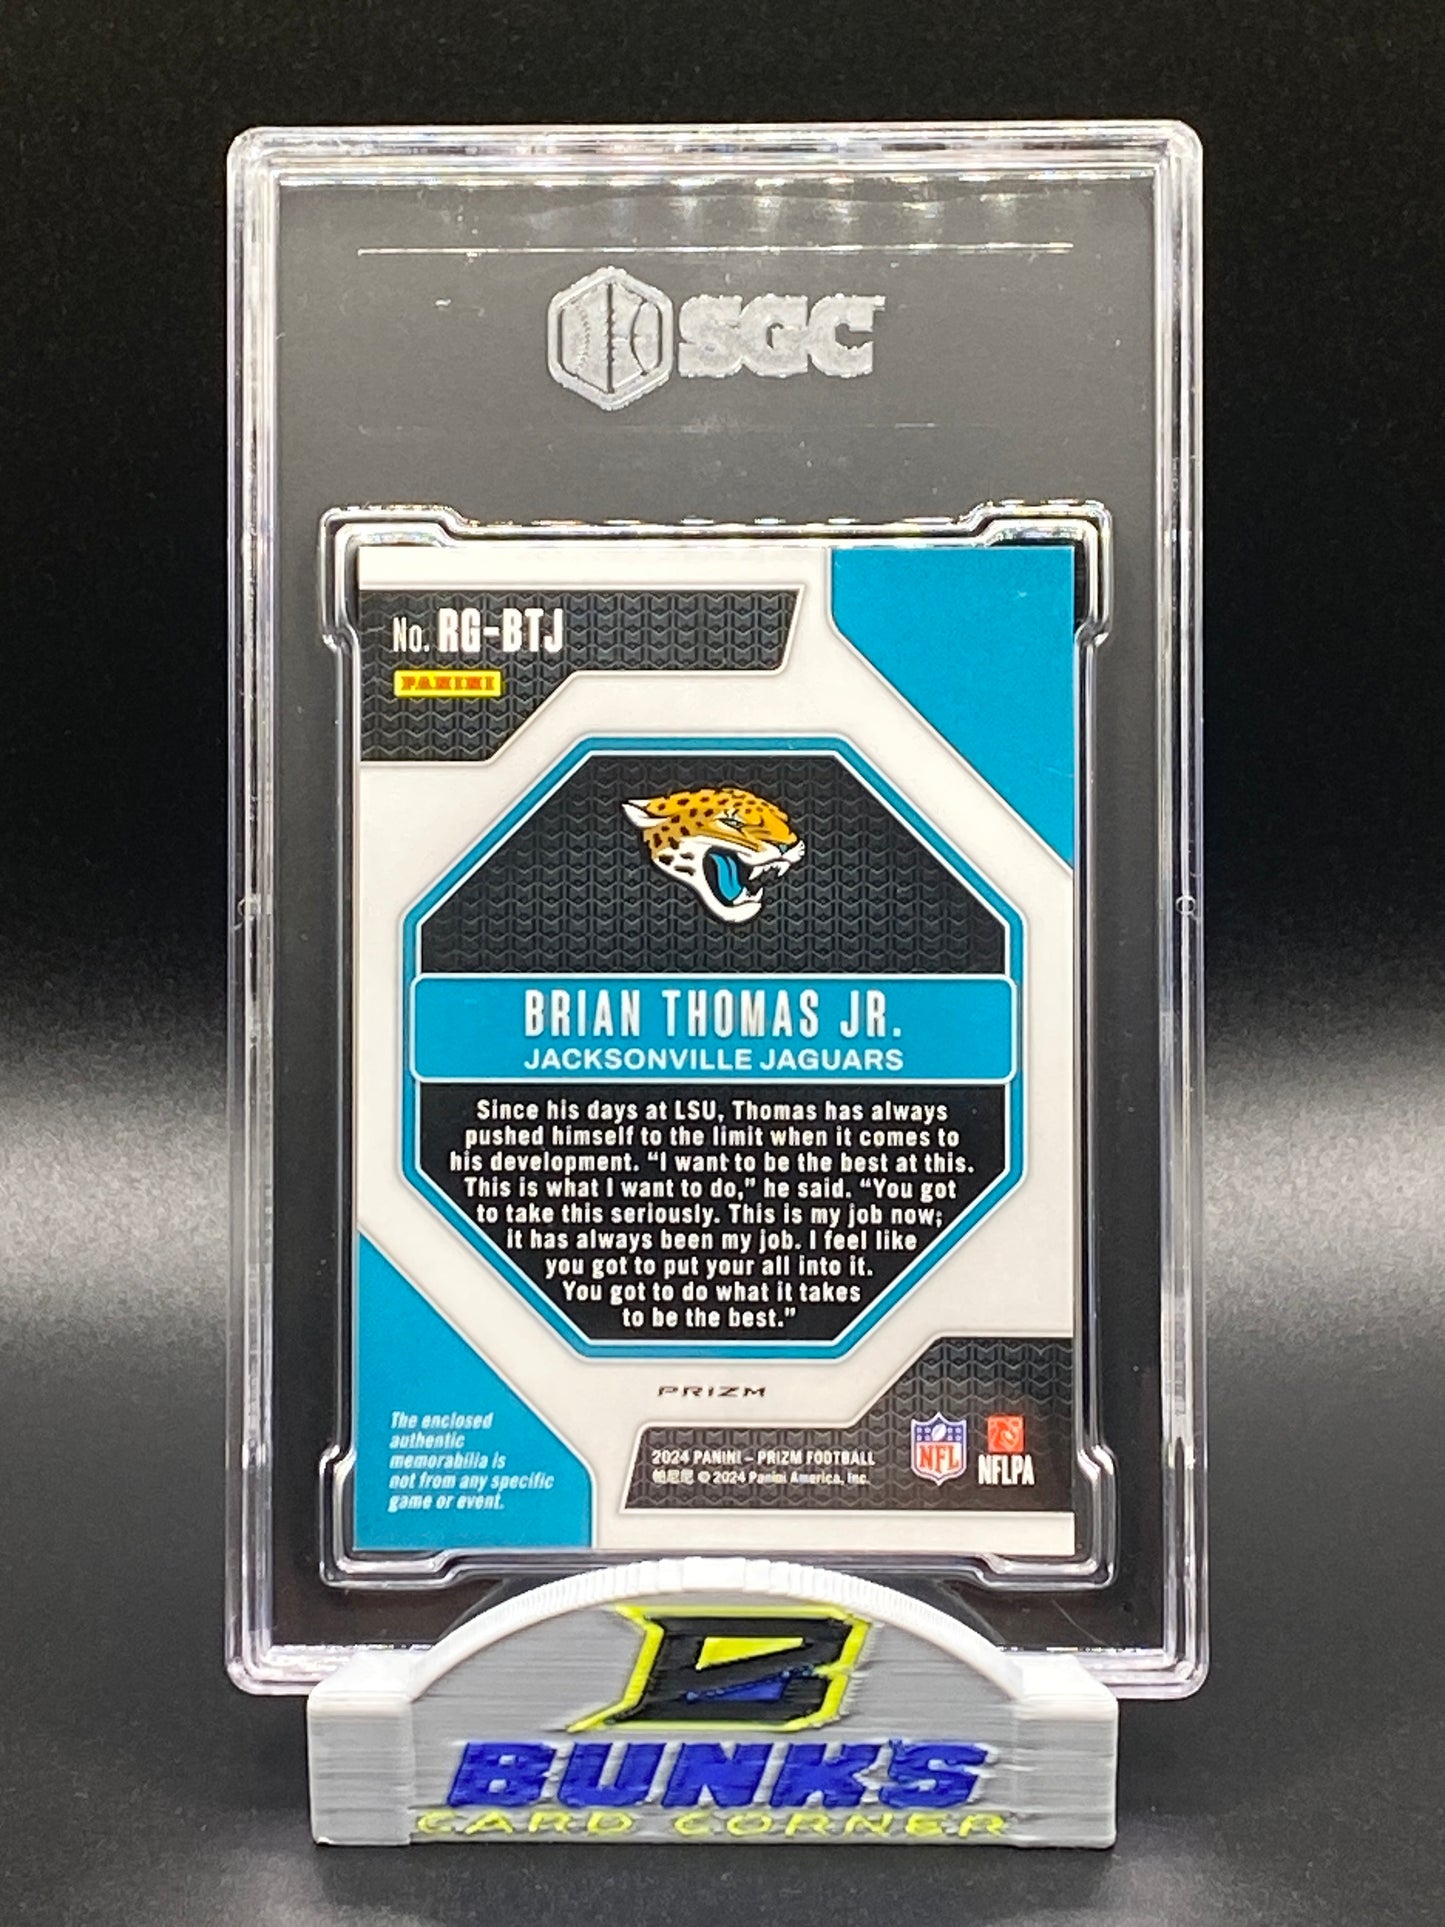 SGC
No. RG-BTJ
PANINI
BRIAN THOMAS JR.
JACKSONVILLE JAGUARS
Since his days at LSU, Thomas has always
pushed himself to the limit when it comes to
his development. “I want to be the best at this.
This is what I want to do,” he said. “You got
to take this seriously. This is my job now;
it has always been my job. I feel like
you got to put your all into it.
You got to do what it takes
to be the best.”
PRIZM
The enclosed
authentic
memorabilia is
not from any specific
game or event.
2024 PANINI – PRIZM FOOTBALL
帕尼尼 © 2024 Panini America, Inc.
NFL
NFLPA
B
BUNK'S
CARD CORNER